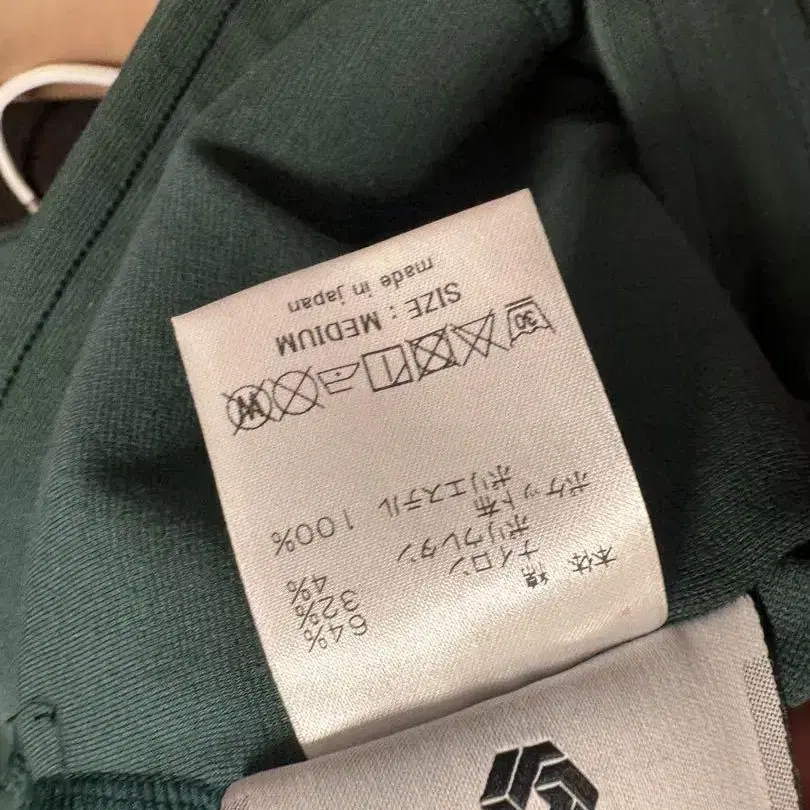 本体 綿 64%
ナイロン 32%
ポリウレタン 4%
ポケット布
ポリエステル 100%
30 W
SIZE : MEDIUM
made in japan